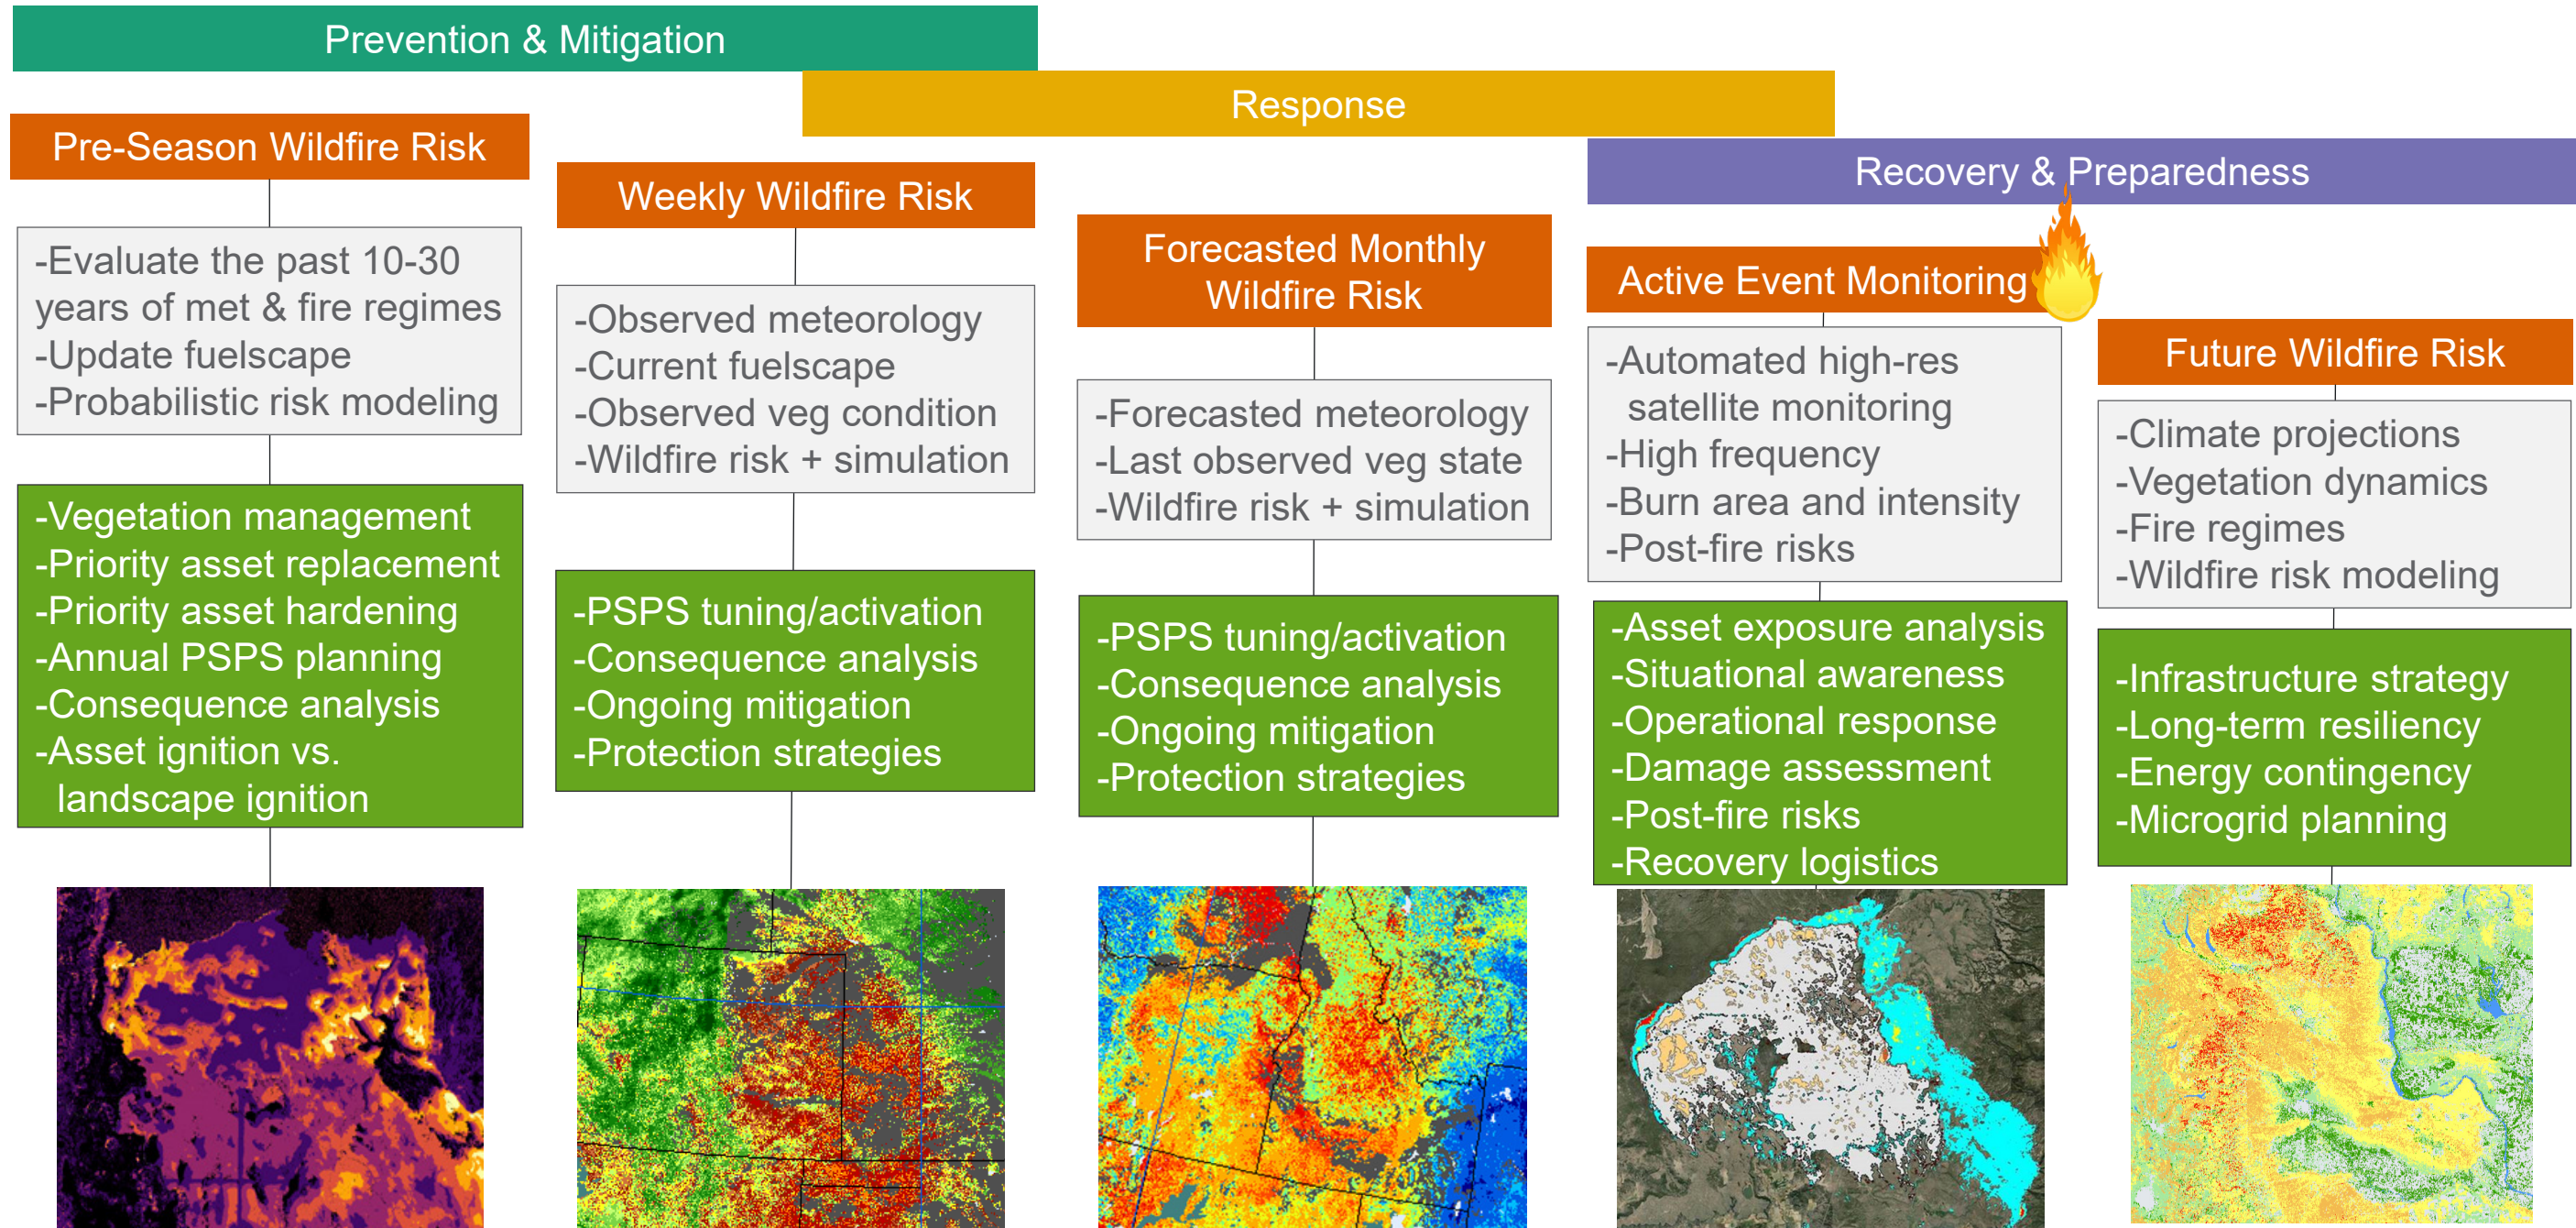 Prevention & Mitigation
Response
Recovery & Preparedness
Pre-Season Wildfire Risk
-Evaluate the past 10-30
years of met & fire regimes
-Update fuelscape
-Probabilistic risk modeling
-Vegetation management
-Priority asset replacement
-Priority asset hardening
-Annual PSPS planning
-Consequence analysis
-Asset ignition vs.
landscape ignition
Weekly Wildfire Risk
-Observed meteorology
-Current fuelscape
-Observed veg condition
-Wildfire risk + simulation
-PSPS tuning/activation
-Consequence analysis
-Ongoing mitigation
-Protection strategies
Forecasted Monthly
Wildfire Risk
-Forecasted meteorology
-Last observed veg state
-Wildfire risk + simulation
-PSPS tuning/activation
-Consequence analysis
-Ongoing mitigation
-Protection strategies
Active Event Monitoring
-Automated high-res
satellite monitoring
-High frequency
-Burn area and intensity
-Post-fire risks
-Asset exposure analysis
-Situational awareness
-Operational response
-Damage assessment
-Post-fire risks
-Recovery logistics
Future Wildfire Risk
-Climate projections
-Vegetation dynamics
-Fire regimes
-Wildfire risk modeling
-Infrastructure strategy
-Long-term resiliency
-Energy contingency
-Microgrid planning